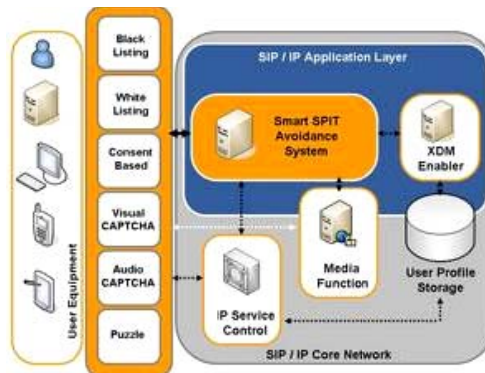 User Equipment
Black
Listing
White
Listing
Consent
Based
Visual
CAPTCHA
Audio
CAPTCHA
Puzzle
SIP / IP Application Layer
Smart SPIT
Avoidance
System
XDM
Enabler
Media
Function
User Profile
Storage
IP Service
Control
SIP / IP Core Network